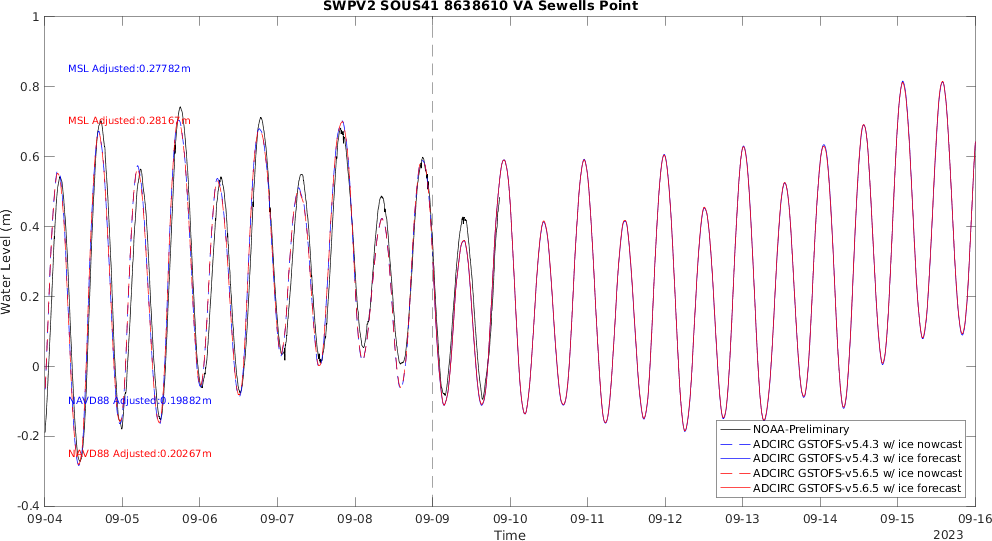 SWPV2 SOUS41 8638610 VA Sewells Point
1
MSL Adjusted:0.27782m
0.8
MSL Adjusted:0.28167m
0.6
0.4
Water Level (m)
0.2
0
NAVD88 Adjusted:0.19882m
-0.2
NAVD88 Adjusted:0.20267m
-0.4
NOAA-Preliminary
ADCIRC GSTOFS-v5.4.3 w/ ice nowcast
ADCIRC GSTOFS-v5.4.3 w/ ice forecast
ADCIRC GSTOFS-v5.6.5 w/ ice nowcast
ADCIRC GSTOFS-v5.6.5 w/ ice forecast
09-04 09-05 09-06 09-07 09-08 09-09 09-10 09-11 09-12 09-13 09-14 09-15 09-16
Time
2023